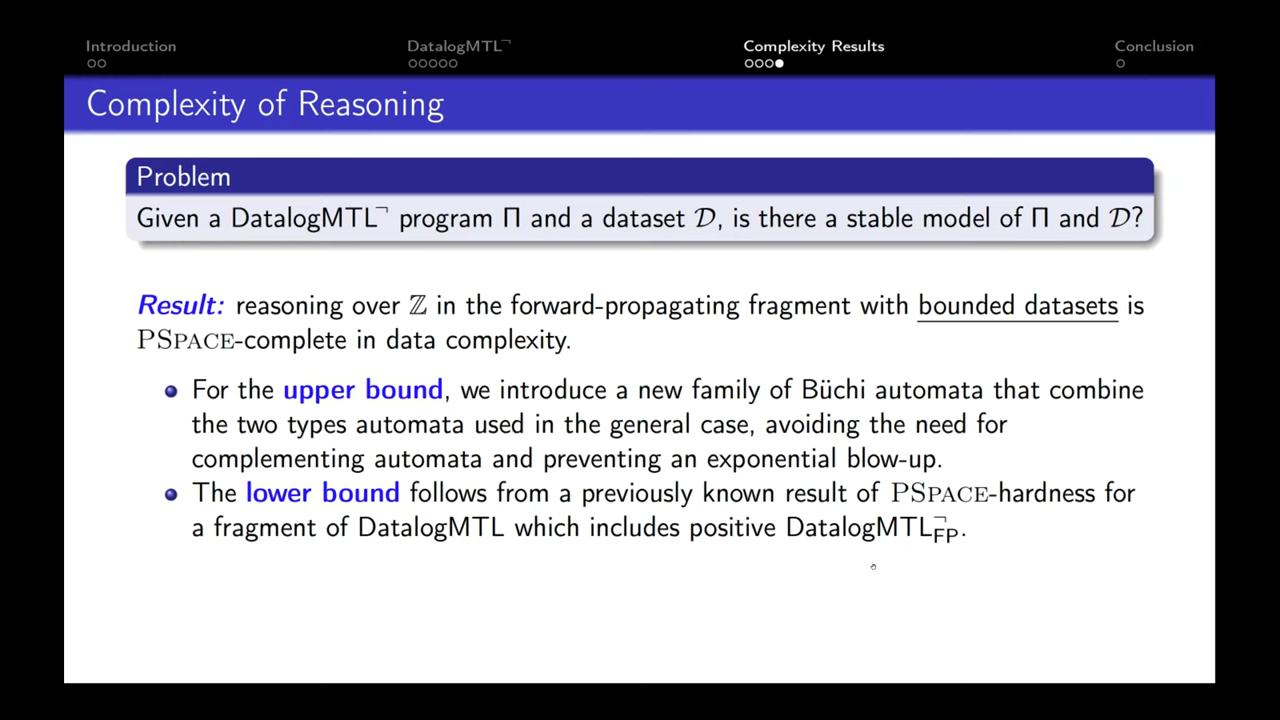 Introduction DatalogMTL¬ Complexity Results Conclusion
Complexity of Reasoning
Problem
Given a DatalogMTL¬ program Π and a dataset 𝒟, is there a stable model of Π and 𝒟?
Result: reasoning over ℤ in the forward-propagating fragment with bounded datasets is
PSPACE-complete in data complexity.
For the upper bound, we introduce a new family of Büchi automata that combine
the two types automata used in the general case, avoiding the need for
complementing automata and preventing an exponential blow-up.
The lower bound follows from a previously known result of PSPACE-hardness for
a fragment of DatalogMTL which includes positive DatalogMTL¬FP.